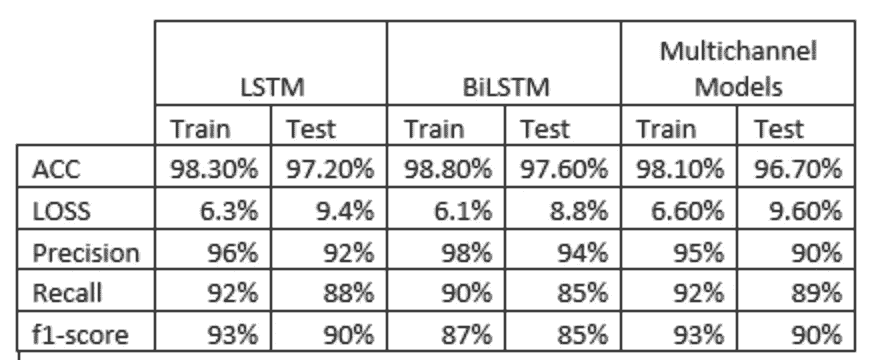 LSTM BiLSTM Multichannel Models
Train Test Train Test Train Test
ACC 98.30% 97.20% 98.80% 97.60% 98.10% 96.70%
LOSS 6.3% 9.4% 6.1% 8.8% 6.60% 9.60%
Precision 96% 92% 98% 94% 95% 90%
Recall 92% 88% 90% 85% 92% 89%
f1-score 93% 90% 87% 85% 93% 90%